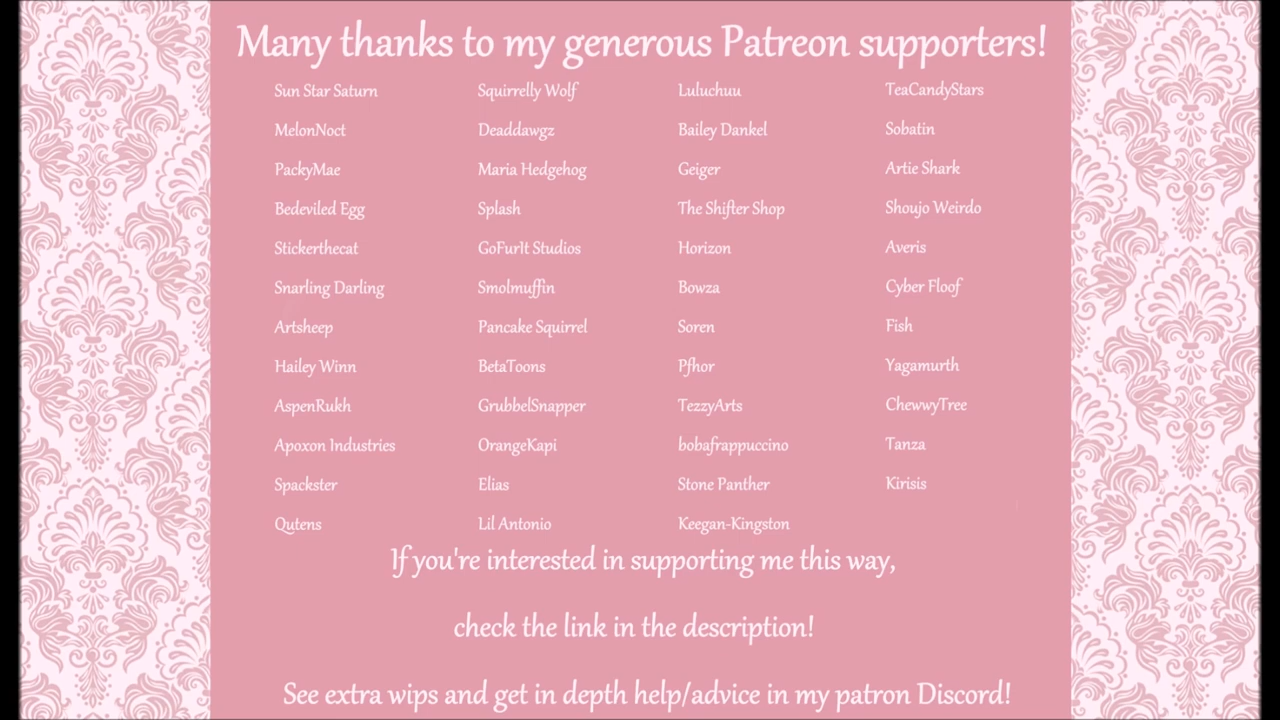 Many thanks to my generous Patreon supporters!
Sun Star Saturn
MelonNoct
PackyMae
Bedeviled Egg
Stickerthecat
Snarling Darling
Artsheep
Hailey Winn
AspenRukh
Apoxon Industries
Spackster
Qutens
Squirrelly Wolf
Deaddawgz
Maria Hedgehog
Splash
GoFurIt Studios
Smolmuffin
Pancake Squirrel
BetaToons
GrubbelSnapper
OrangeKapi
Elias
Lil Antonio
Luluchuu
Bailey Dankel
Geiger
The Shifter Shop
Horizon
Bowza
Soren
Pfhor
TezzyArts
bobafrappuccino
Stone Panther
Keegan-Kingston
TeaCandyStars
Sobatin
Artie Shark
Shoujo Weirdo
Averis
Cyber Floof
Fish
Yagamurth
ChewwyTree
Tanza
Kirisis
If you're interested in supporting me this way,
check the link in the description!
See extra wips and get in depth help/advice in my patron Discord!